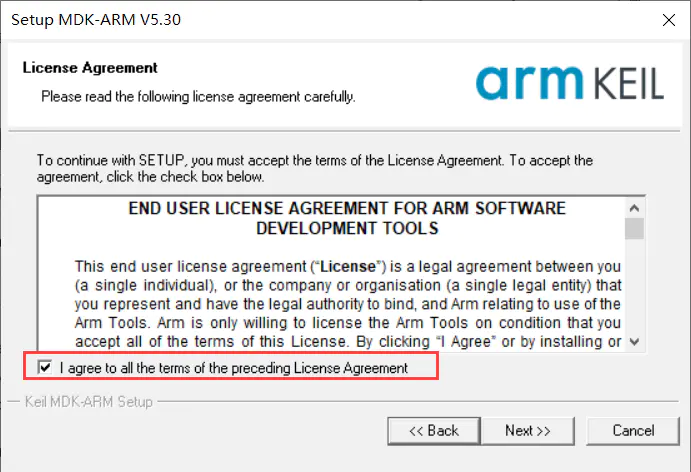 Setup MDK-ARM V5.30
License Agreement
Please read the following license agreement carefully.
arm KEIL
To continue with SETUP, you must accept the terms of the License Agreement. To accept the
agreement, click the check box below.
END USER LICENSE AGREEMENT FOR ARM SOFTWARE
DEVELOPMENT TOOLS
This end user license agreement (“License”) is a legal agreement between you
(a single individual), or the company or organisation (a single legal entity) that
you represent and have the legal authority to bind, and Arm relating to use of the
Arm Tools. Arm is only willing to license the Arm Tools on condition that you
accept all of the terms of this License. By clicking “I Agree” or by installing or
I agree to all the terms of the preceding License Agreement
Keil MDK-ARM Setup
<< Back
Next >>
Cancel